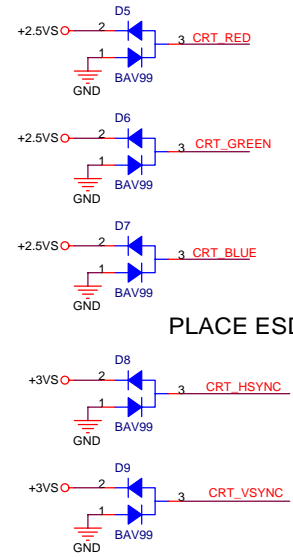 D5
+2.5VS 2
3 CRT_RED
1
GND BAV99
D6
+2.5VS 2
3 CRT_GREEN
1
GND BAV99
D7
+2.5VS 2
3 CRT_BLUE
1
GND BAV99
PLACE ESD
D8
+3VS 2
3 CRT_HSYNC
1
GND BAV99
D9
+3VS 2
3 CRT_VSYNC
1
GND BAV99